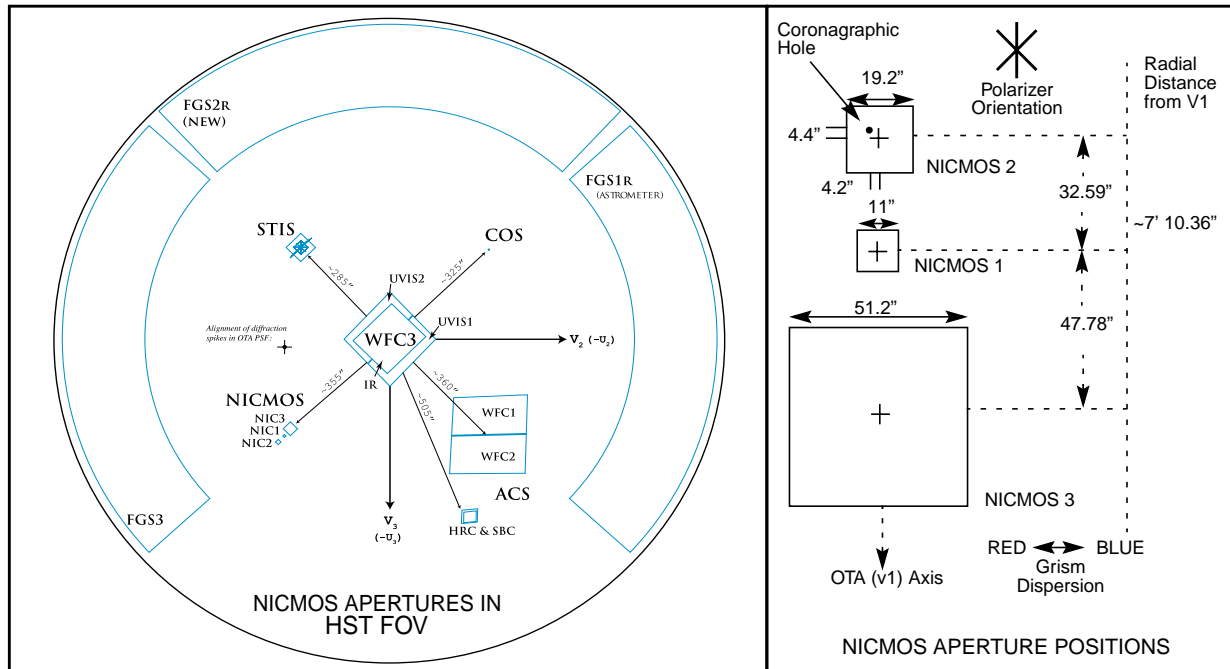 FGS2R
(NEW)
FGS1R
(ASTROMETER)
STIS
COS
~285”
~325”
UVIS2
UVIS1
Alignment of diffraction
spikes in OTA PSF:
WFC3
V2 (-U2)
IR
~355”
~360”
~505”
NICMOS
NIC3
NIC1
NIC2
WFC1
WFC2
ACS
FGS3
V3
(-U3)
HRC & SBC
NICMOS APERTURES IN
HST FOV
Coronagraphic
Hole
19.2”
Polarizer
Orientation
Radial
Distance
from V1
4.4”
NICMOS 2
4.2”
11”
32.59”
~7’ 10.36”
NICMOS 1
51.2”
47.78”
NICMOS 3
RED
BLUE
Grism
Dispersion
OTA (v1) Axis
NICMOS APERTURE POSITIONS